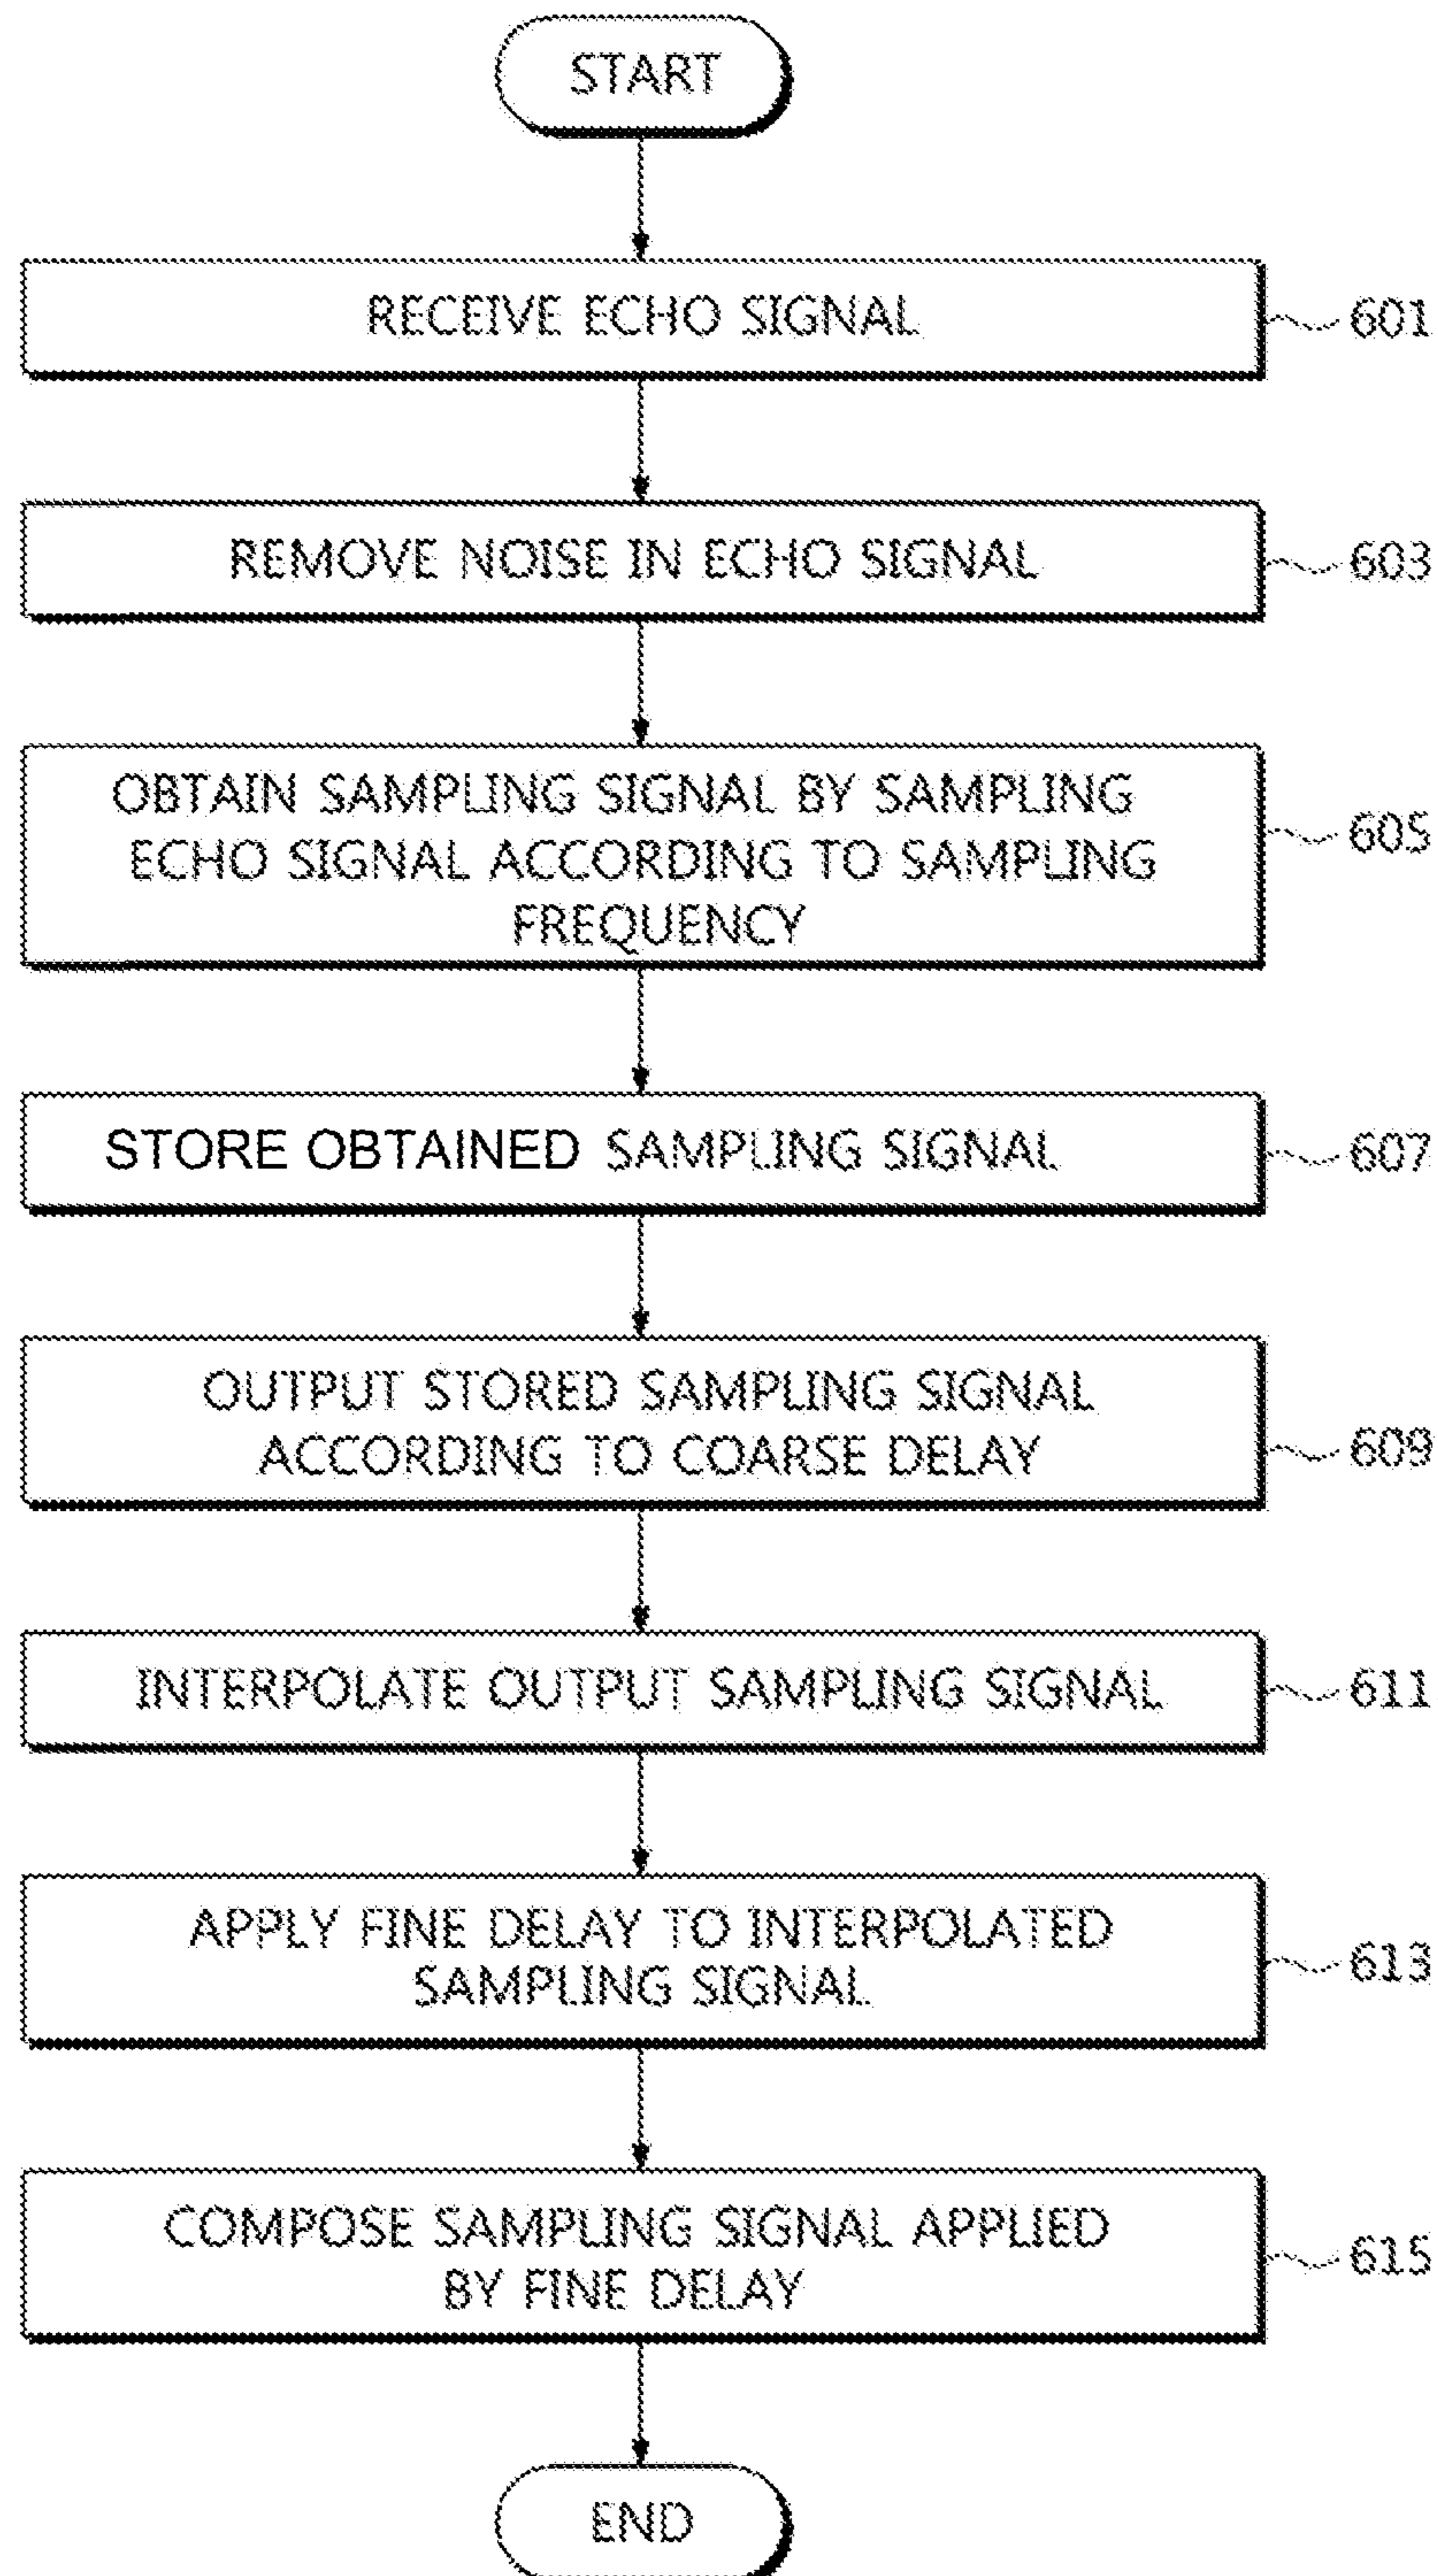 START
RECEIVE ECHO SIGNAL
601
REMOVE NOISE IN ECHO SIGNAL
603
OBTAIN SAMPLING SIGNAL BY SAMPLING
ECHO SIGNAL ACCORDING TO SAMPLING
FREQUENCY
605
STORE OBTAINED SAMPLING SIGNAL
607
OUTPUT STORED SAMPLING SIGNAL
ACCORDING TO COARSE DELAY
609
INTERPOLATE OUTPUT SAMPLING SIGNAL
611
APPLY FINE DELAY TO INTERPOLATED
SAMPLING SIGNAL
613
COMPOSE SAMPLING SIGNAL APPLIED
BY FINE DELAY
615
END